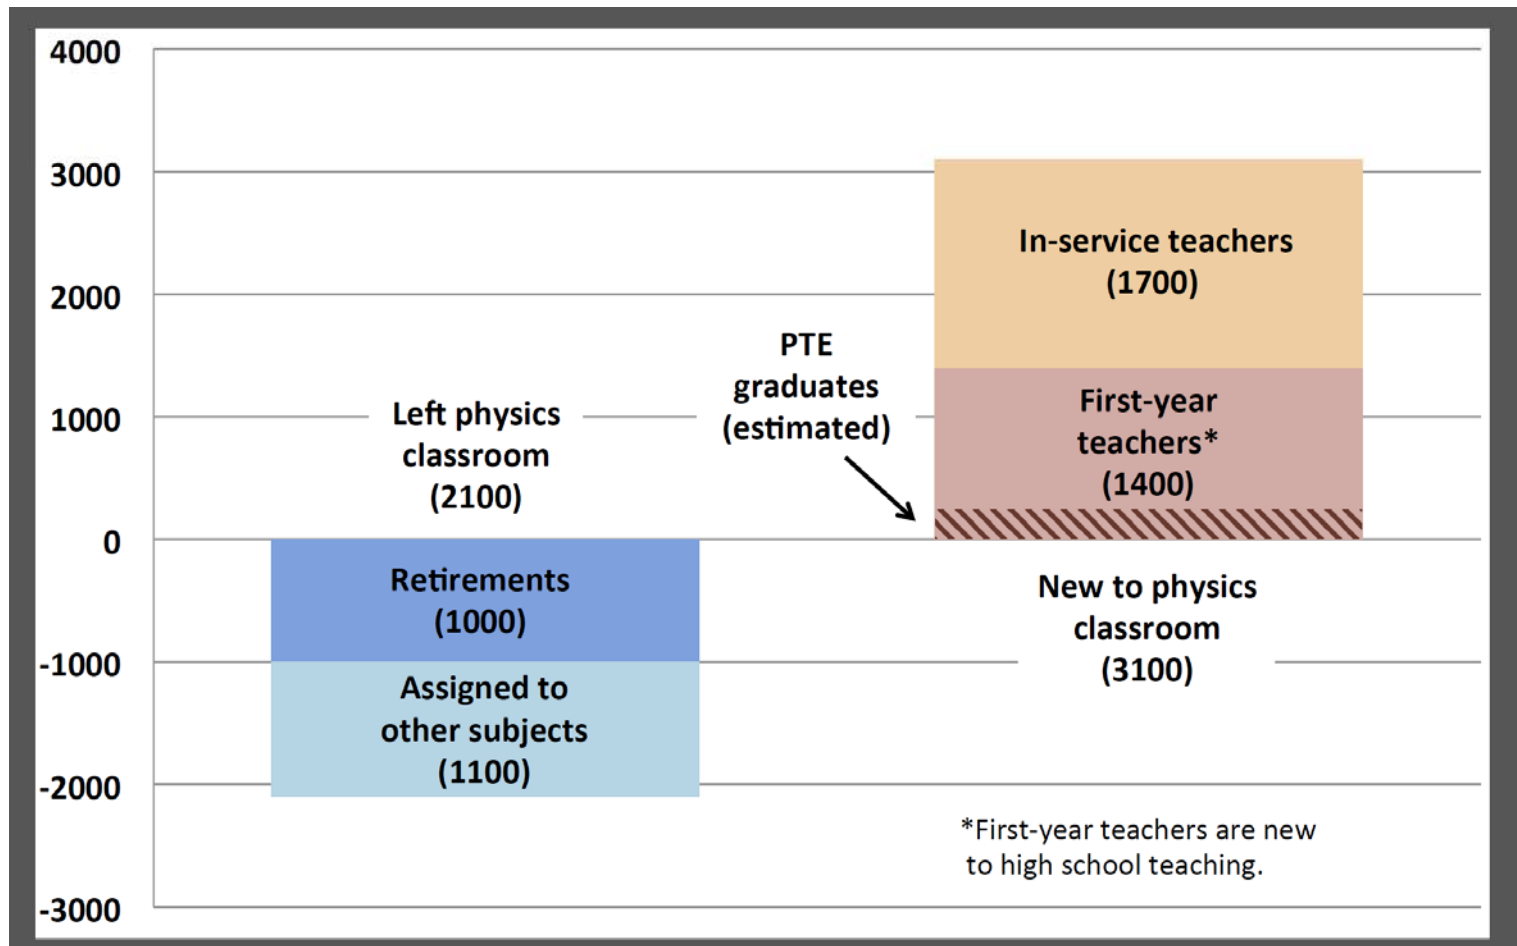 4000
3000
2000
1000
0
-1000
-2000
-3000
Left physics
classroom
(2100)
Retirements
(1000)
Assigned to
other subjects
(1100)
PTE
graduates
(estimated)
In-service teachers
(1700)
First-year
teachers*
(1400)
New to physics
classroom
(3100)
*First-year teachers are new
to high school teaching.